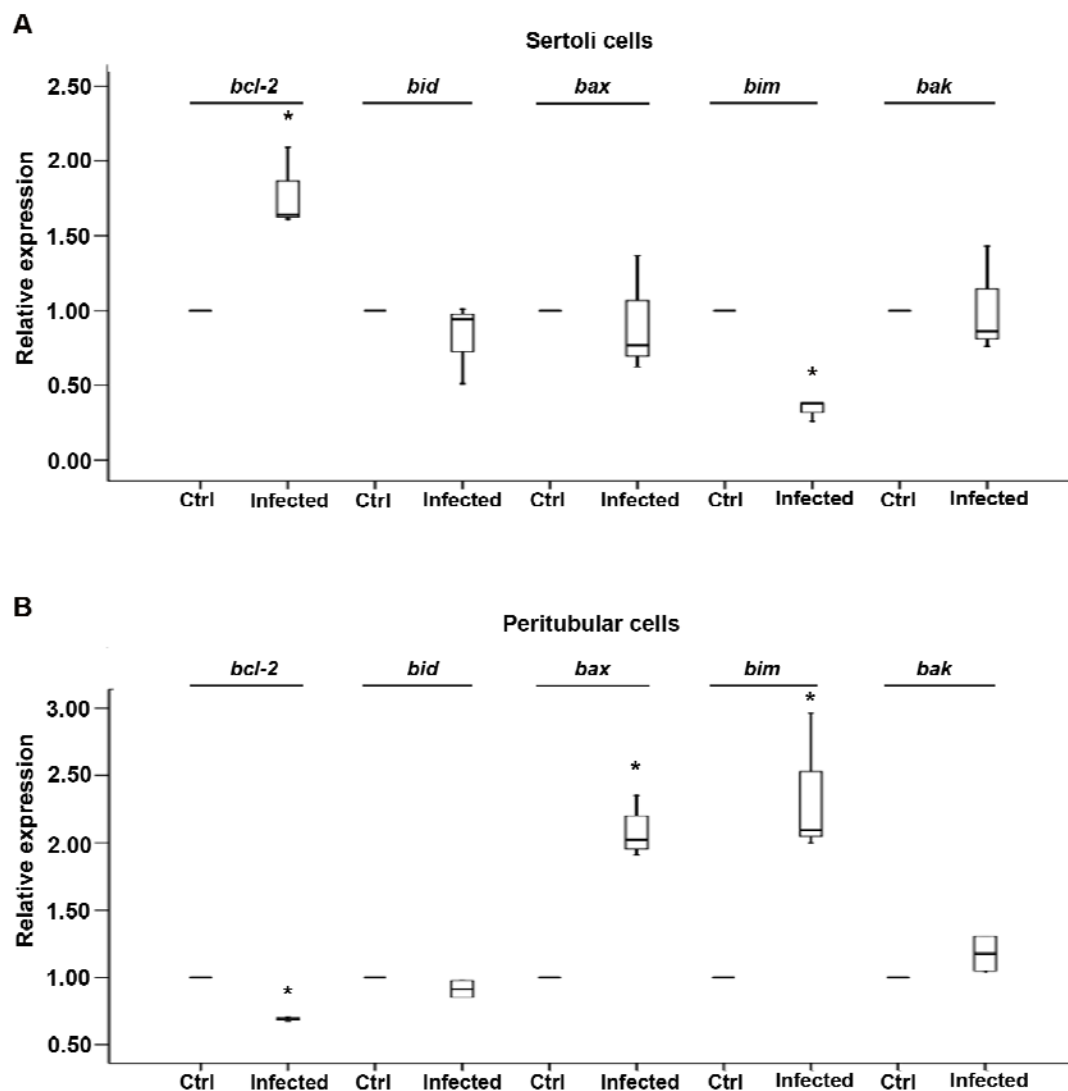 A
Sertoli cells
bcl-2 bid bax bim bak
Relative expression
2.50
2.00
1.50
1.00
0.50
0.00
*
*
Ctrl Infected Ctrl Infected Ctrl Infected Ctrl Infected Ctrl Infected
B
Peritubular cells
bcl-2 bid bax bim bak
Relative expression
3.00
2.50
2.00
1.50
1.00
0.50
*
*
*
Ctrl Infected Ctrl Infected Ctrl Infected Ctrl Infected Ctrl Infected